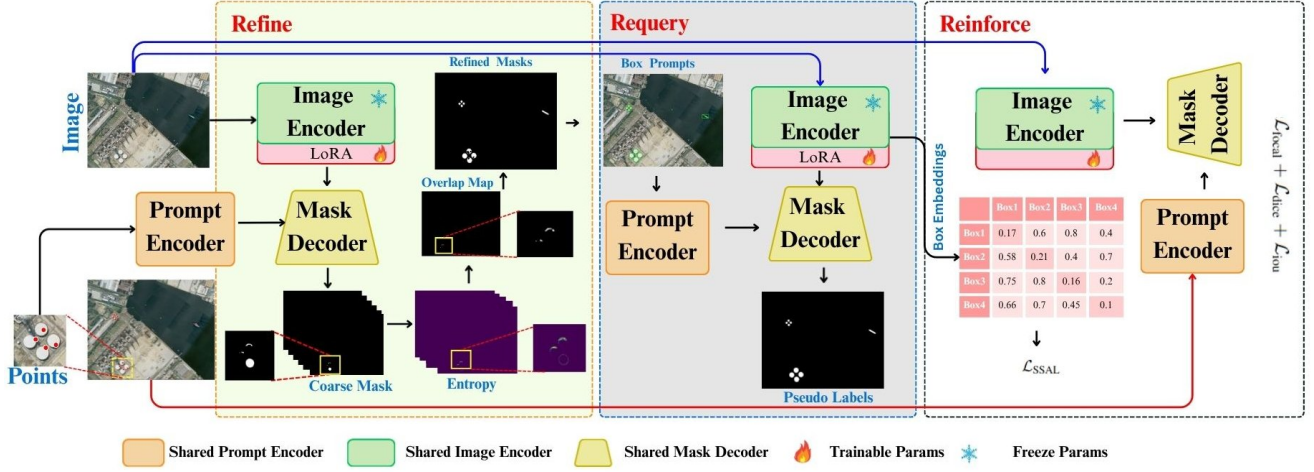 Refine
Requery
Reinforce
Image
Points
Image
Encoder
LoRA
Prompt
Encoder
Mask
Decoder
Coarse Mask
Entropy
Overlap Map
Refined Masks
Box Prompts
Image
Encoder
LoRA
Prompt
Encoder
Mask
Decoder
Pseudo Labels
Box Embeddings
Image
Encoder
Mask
Decoder
Prompt
Encoder
Box1 Box2 Box3 Box4
Box1 0.17 0.6 0.8 0.4
Box2 0.58 0.21 0.4 0.7
Box3 0.75 0.8 0.16 0.2
Box4 0.66 0.7 0.45 0.1
ℒSSAL
ℒfocal + ℒdice + ℒiou
Shared Prompt Encoder
Shared Image Encoder
Shared Mask Decoder
Trainable Params
Freeze Params